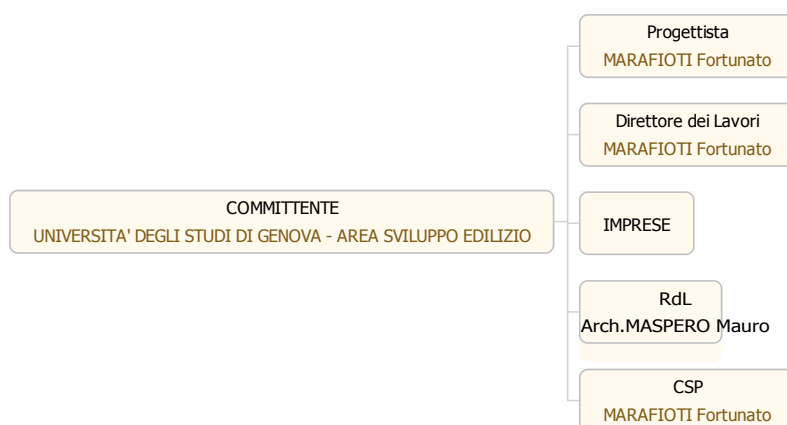 Progettista
MARAFIOTI Fortunato
Direttore dei Lavori
MARAFIOTI Fortunato
COMMITTENTE
UNIVERSITA' DEGLI STUDI DI GENOVA - AREA SVILUPPO EDILIZIO
IMPRESE
RdL
Arch.MASPERO Mauro
CSP
MARAFIOTI Fortunato